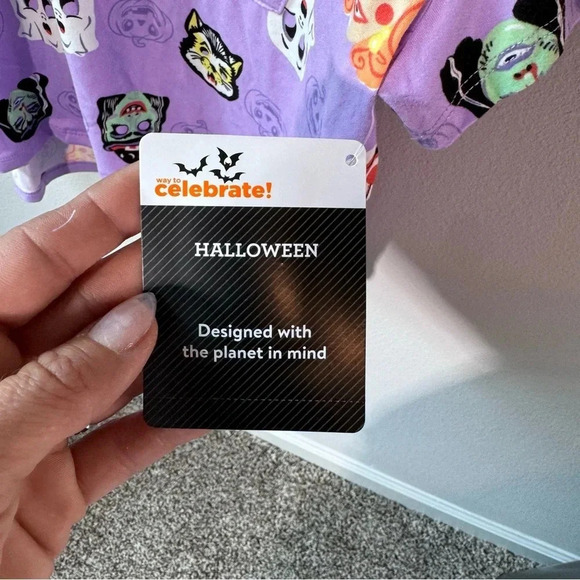 way to
celebrate!
HALLOWEEN
Designed with
the planet in mind